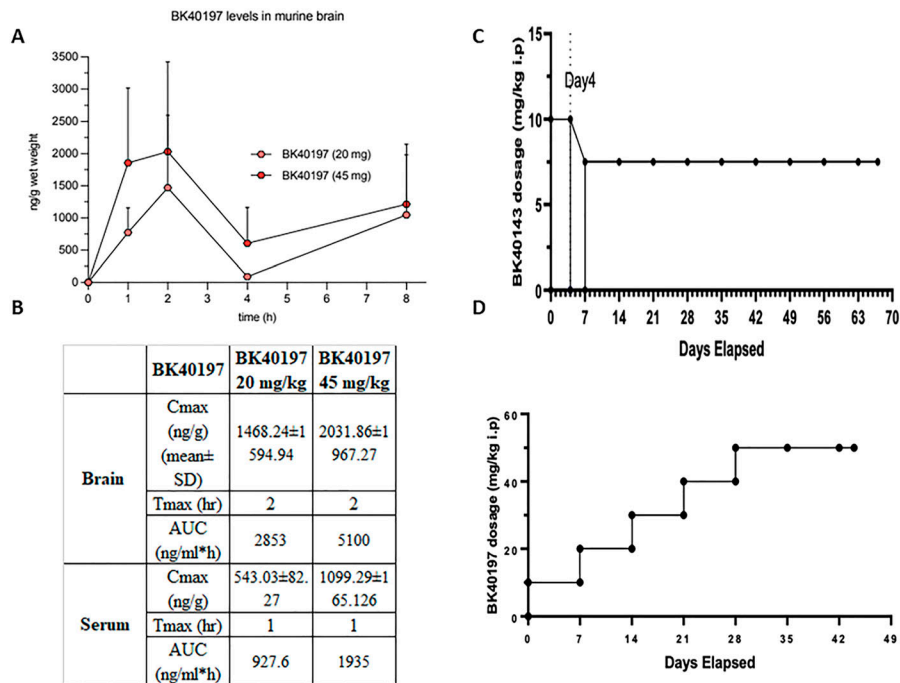 BK40197 levels in murine brain
A
3500
3000
2500
2000
1500
1000
500
0
ng/g wet weight
BK40197 (20 mg)
BK40197 (45 mg)
0 1 2 3 4 5 6 7 8
time (h)
B
BK40197 BK40197 20 mg/kg BK40197 45 mg/kg
Brain
Cmax (ng/g) (mean± SD) 1468.24±1594.94 2031.86±1967.27
Tmax (hr) 2 2
AUC (ng/ml*h) 2853 5100
Serum
Cmax (ng/g) 543.03±82.27 1099.29±165.126
Tmax (hr) 1 1
AUC (ng/ml*h) 927.6 1935
C
BK40143 dosage (mg/kg i.p)
15
10
5
0
Day4
0 7 14 21 28 35 42 49 56 63 70
Days Elapsed
D
BK40197 dosage (mg/kg i.p)
60
40
20
0
0 7 14 21 28 35 42 49
Days Elapsed